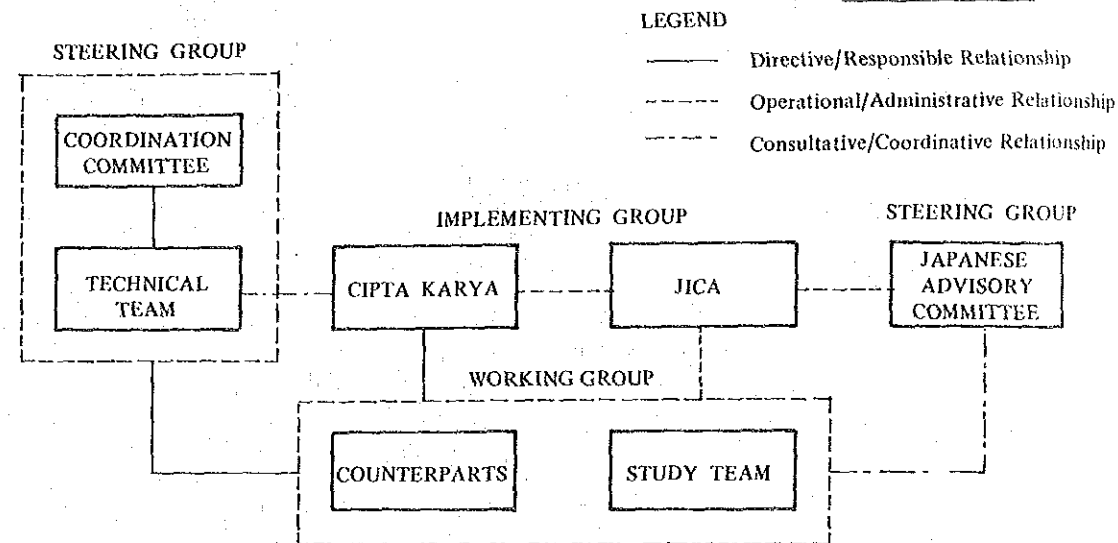 LEGEND
Directive/Responsible Relationship
Operational/Administrative Relationship
Consultative/Coordinative Relationship
STEERING GROUP
COORDINATION
COMMITTEE
TECHNICAL
TEAM
IMPLEMENTING GROUP
CIPTA KARYA
JICA
STEERING GROUP
JAPANESE
ADVISORY
COMMITTEE
WORKING GROUP
COUNTERPARTS
STUDY TEAM